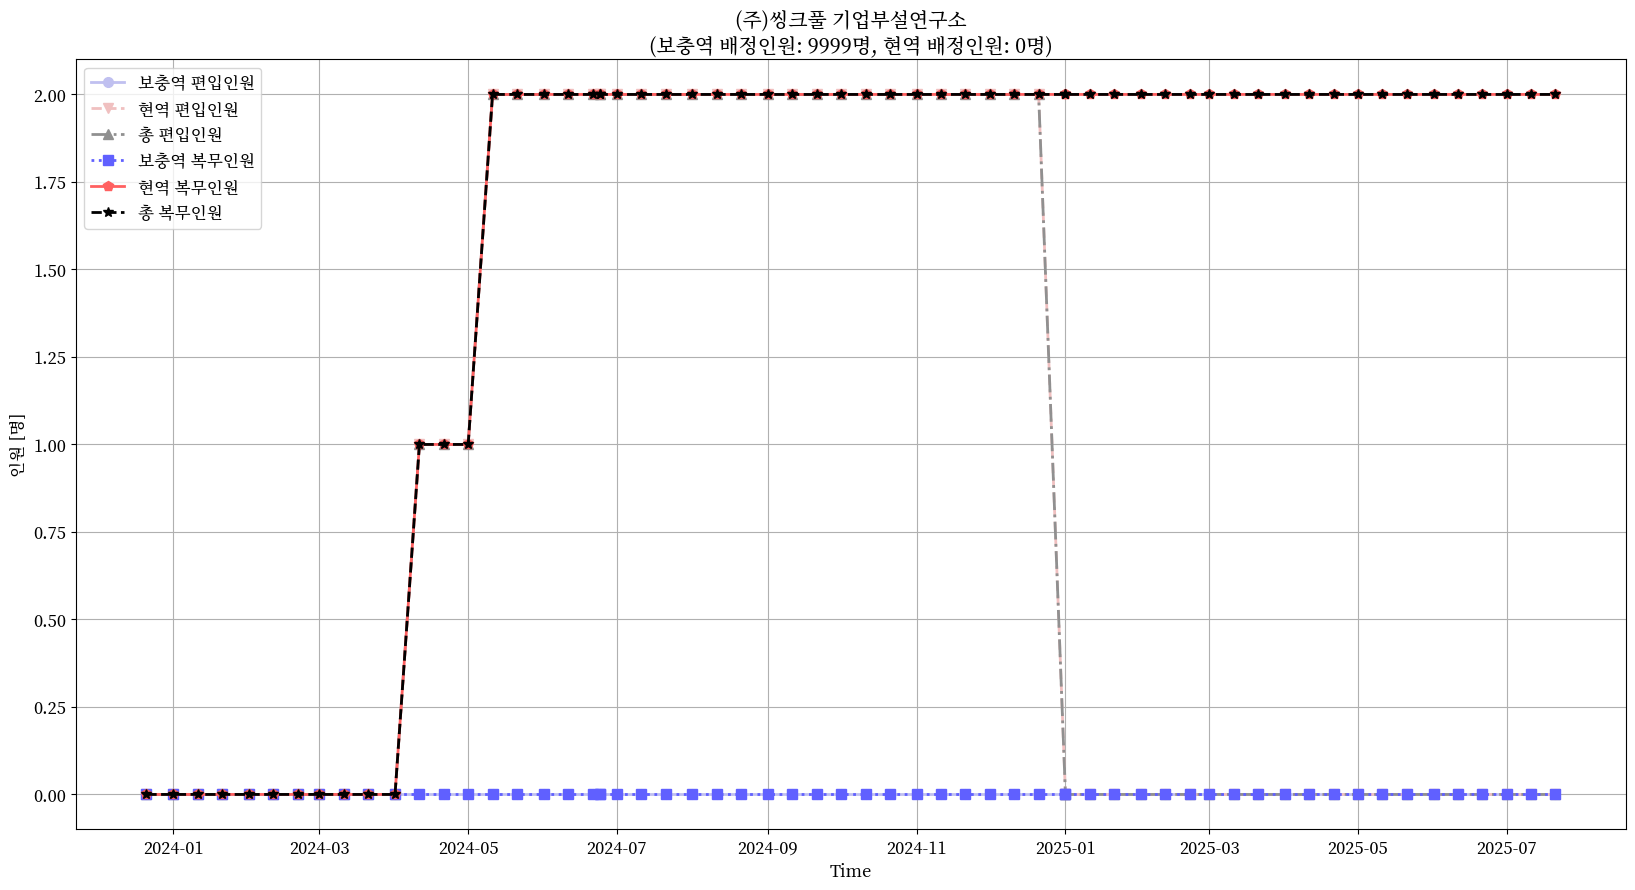 (주)씽크풀 기업부설연구소
(보충역 배정인원: 9999명, 현역 배정인원: 0명)
보충역 편입인원
현역 편입인원
총 편입인원
보충역 복무인원
현역 복무인원
총 복무인원
2.00
1.75
1.50
1.25
1.00
0.75
0.50
0.25
0.00
인원 [명]
2024-01 2024-03 2024-05 2024-07 2024-09 2024-11 2025-01 2025-03 2025-05 2025-07
Time